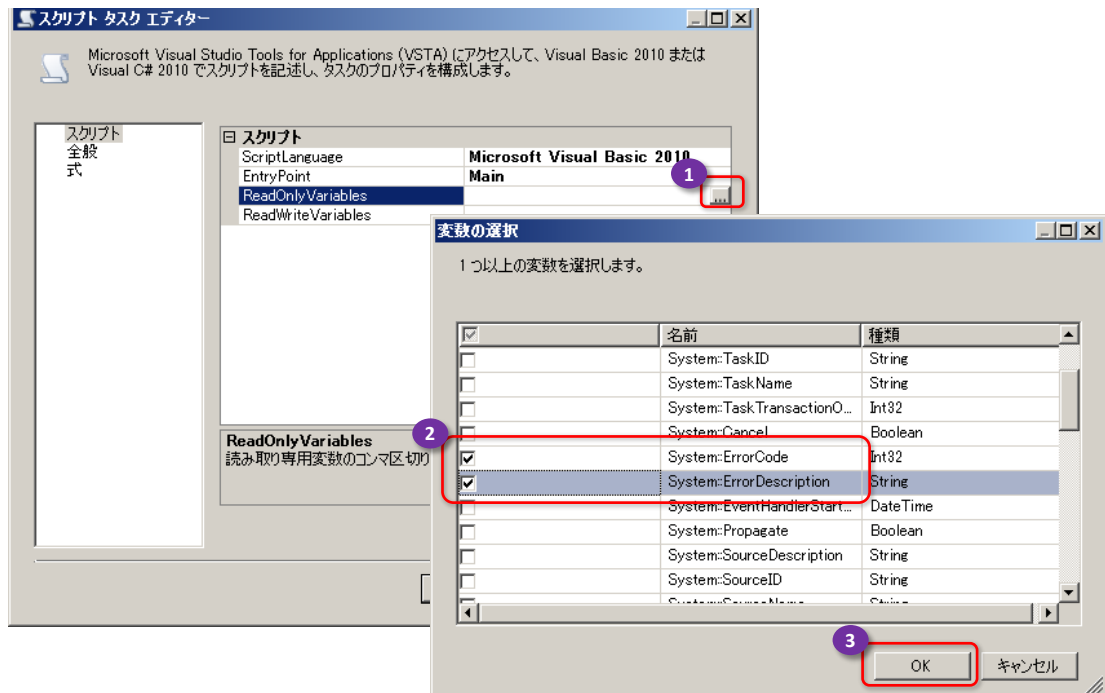 スクリプト タスク エディター
Microsoft Visual Studio Tools for Applications (VSTA) にアクセスして、Visual Basic 2010 または
Visual C# 2010 でスクリプトを記述し、タスクのプロパティを構成します。
スクリプト
全般
式
スクリプト
ScriptLanguage Microsoft Visual Basic 2010
EntryPoint Main
1
ReadOnlyVariables ...
ReadWriteVariables
ReadOnlyVariables
読み取り専用変数のコンマ区切り
変数の選択
1 つ以上の変数を選択します。
名前 種類
System::TaskID String
System::TaskName String
System::TaskTransactionO... Int32
System::Cancel Boolean
2
System::ErrorCode Int32
System::ErrorDescription String
System::EventHandlerStart... DateTime
System::Propagate Boolean
System::SourceDescription String
System::SourceID String
System::SourceName String
3
OK キャンセル